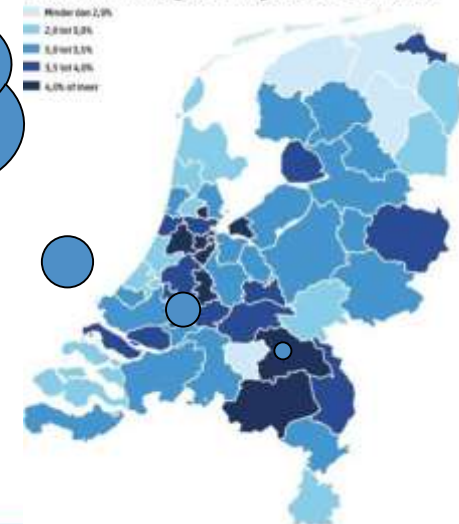 Minder dan 2,0%
2,0 tot 3,0%
3,0 tot 3,5%
3,5 tot 4,0%
4,0% of meer